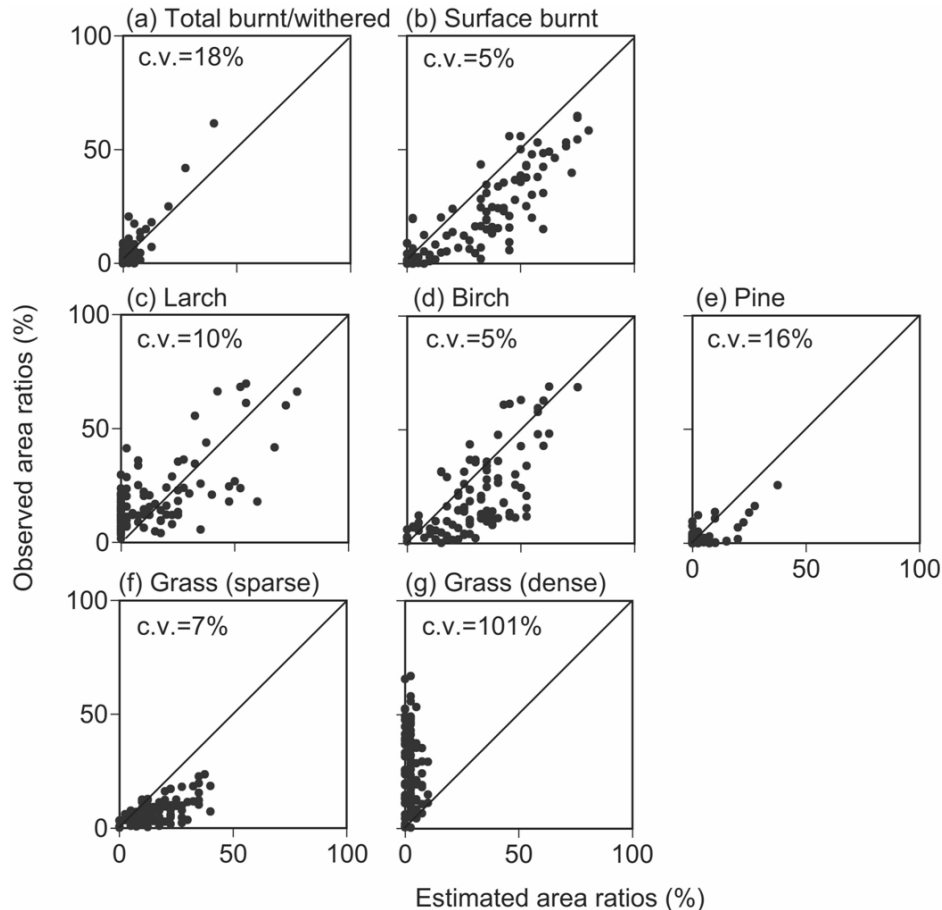 (a) Total burnt/withered
(b) Surface burnt
100
c.v.=18%
c.v.=5%
50
0
(c) Larch
(d) Birch
(e) Pine
100
c.v.=10%
c.v.=5%
c.v.=16%
50
0
0
50
100
(f) Grass (sparse)
(g) Grass (dense)
100
c.v.=7%
c.v.=101%
50
0
0
50
100
0
50
100
Observed area ratios (%)
Estimated area ratios (%)